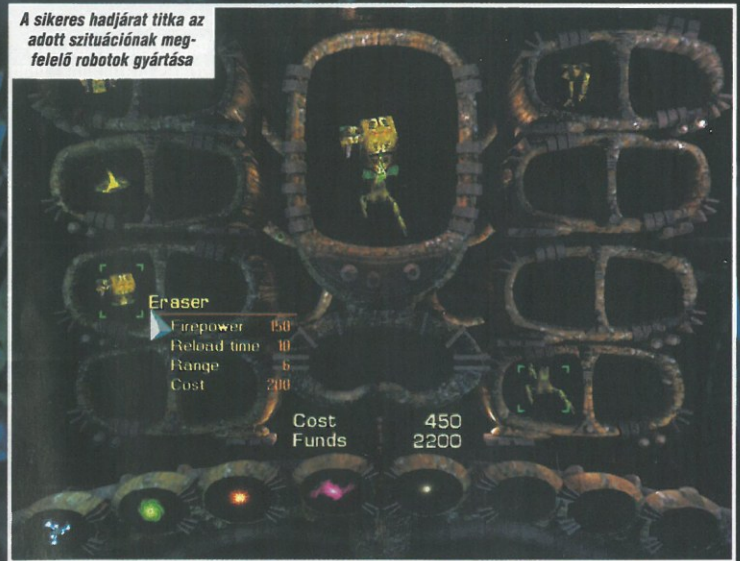 A sikeres hadjárat titka az
adott szituációnak meg-
felelő robotok gyártása
Eraser
Firepower 150
Reload time 10
Range 6
Cost 200
Cost 450
Funds 2200